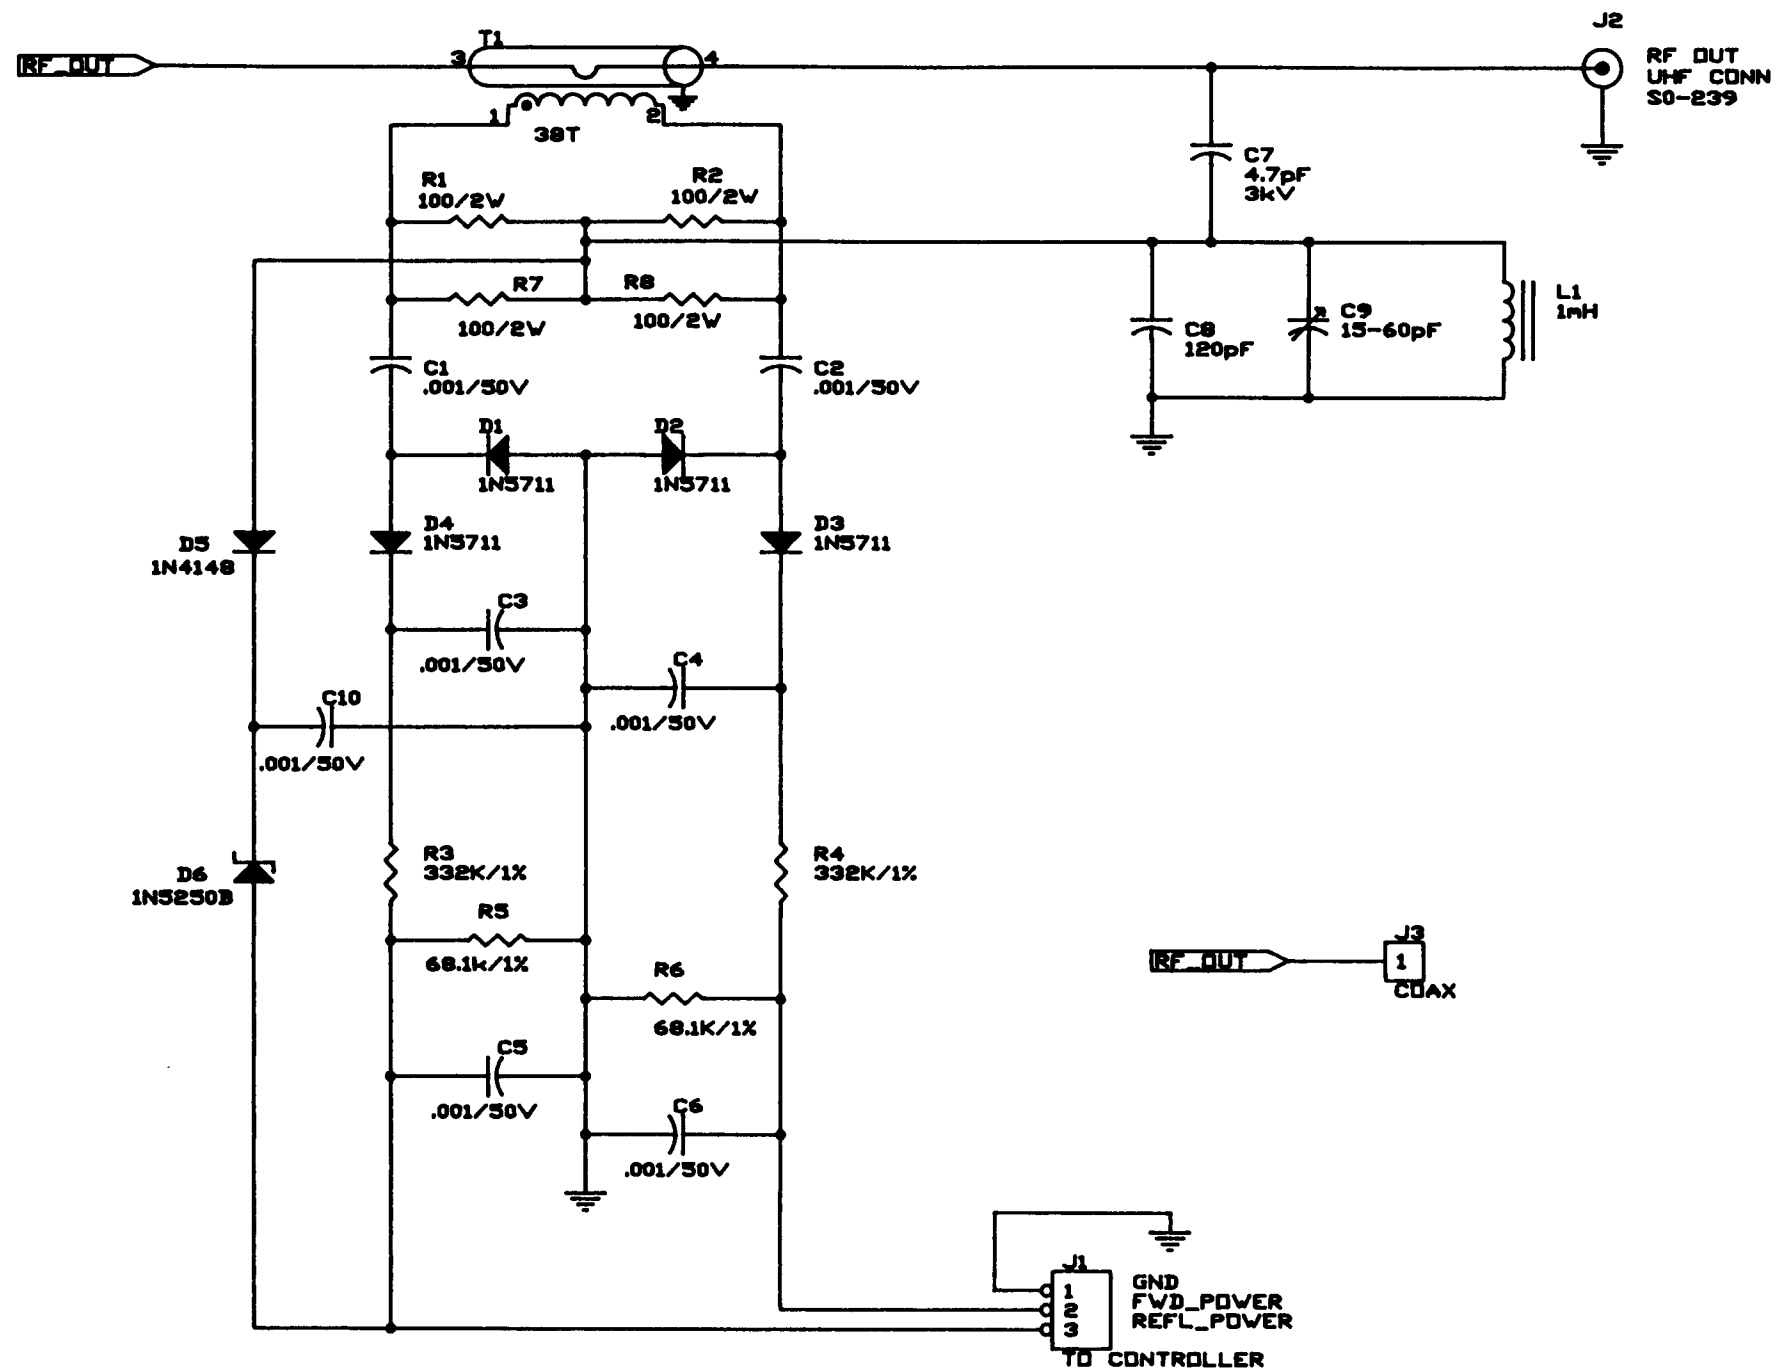 J2
RF OUT
UHF CONN
SO-239
RF_OUT
T1
3
4
1
2
38T
C7
4.7pF
3kV
R1
100/2W
R2
100/2W
R7
100/2W
R8
100/2W
L1
1mH
C8
120pF
C9
15-60pF
C1
.001/50V
C2
.001/50V
D1
1N5711
D2
1N5711
D5
1N4148
D4
1N5711
D3
1N5711
C3
.001/50V
C4
.001/50V
C10
.001/50V
D6
1N5250B
R3
332K/1%
R4
332K/1%
R5
68.1k/1%
R6
68.1K/1%
RF_OUT
J3
1
COAX
C5
.001/50V
C6
.001/50V
J1
1 GND
2 FWD_POWER
3 REFL_POWER
TO CONTROLLER